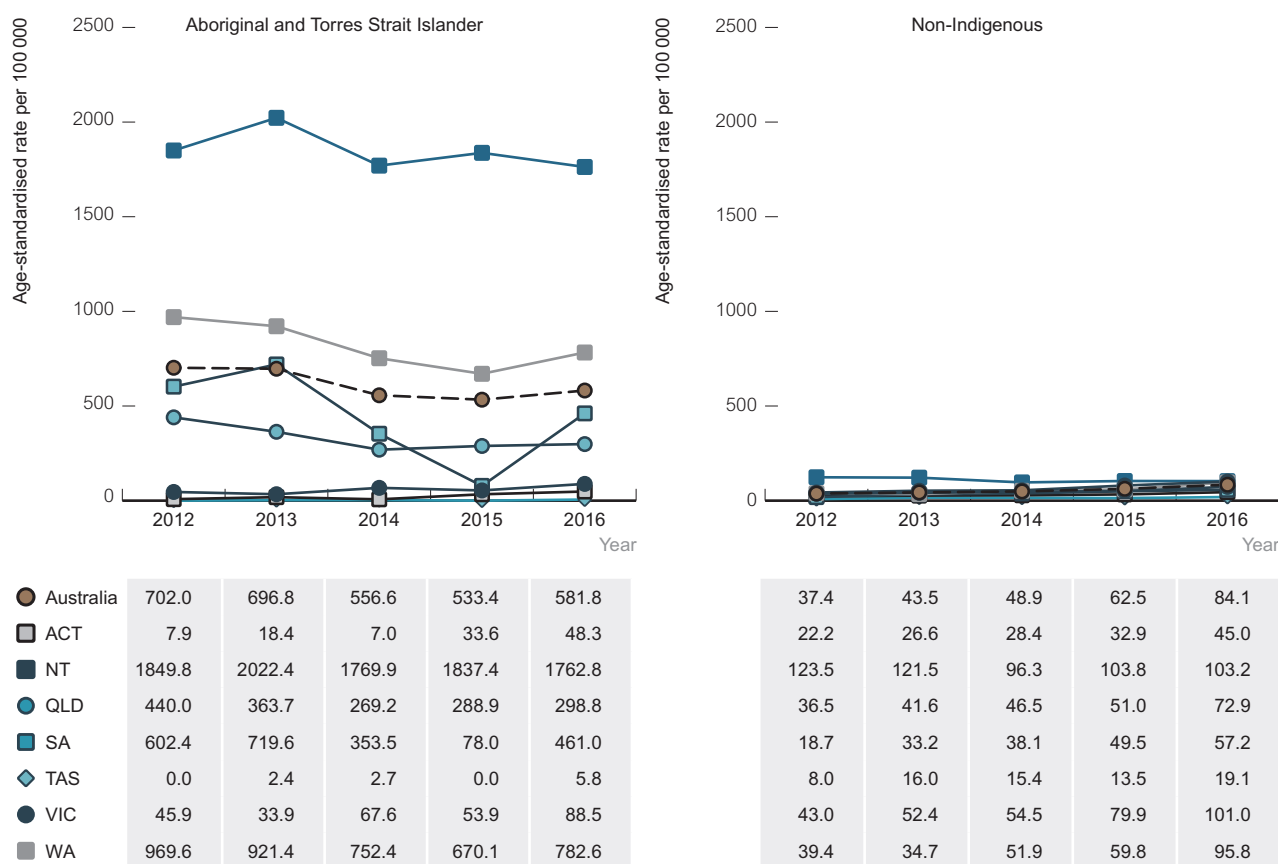 Aboriginal and Torres Strait Islander
Age-standardised rate per 100 000
2500
2000
1500
1000
500
0
2012 2013 2014 2015 2016
Year
Non-Indigenous
Age-standardised rate per 100 000
2500
2000
1500
1000
500
0
2012 2013 2014 2015 2016
Year
Australia 702.0 696.8 556.6 533.4 581.8 37.4 43.5 48.9 62.5 84.1
ACT 7.9 18.4 7.0 33.6 48.3 22.2 26.6 28.4 32.9 45.0
NT 1849.8 2022.4 1769.9 1837.4 1762.8 123.5 121.5 96.3 103.8 103.2
QLD 440.0 363.7 269.2 288.9 298.8 36.5 41.6 46.5 51.0 72.9
SA 602.4 719.6 353.5 78.0 461.0 18.7 33.2 38.1 49.5 57.2
TAS 0.0 2.4 2.7 0.0 5.8 8.0 16.0 15.4 13.5 19.1
VIC 45.9 33.9 67.6 53.9 88.5 43.0 52.4 54.5 79.9 101.0
WA 969.6 921.4 752.4 670.1 782.6 39.4 34.7 51.9 59.8 95.8